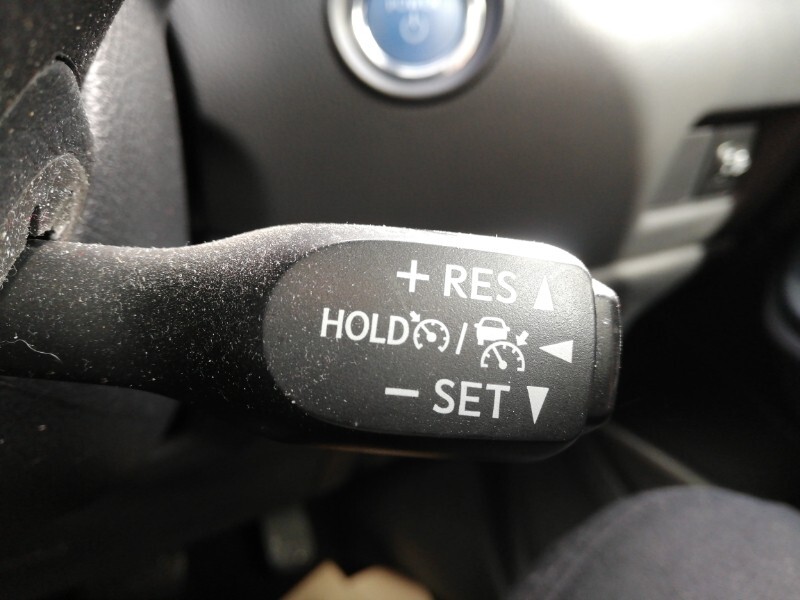 + RES
HOLD /
− SET